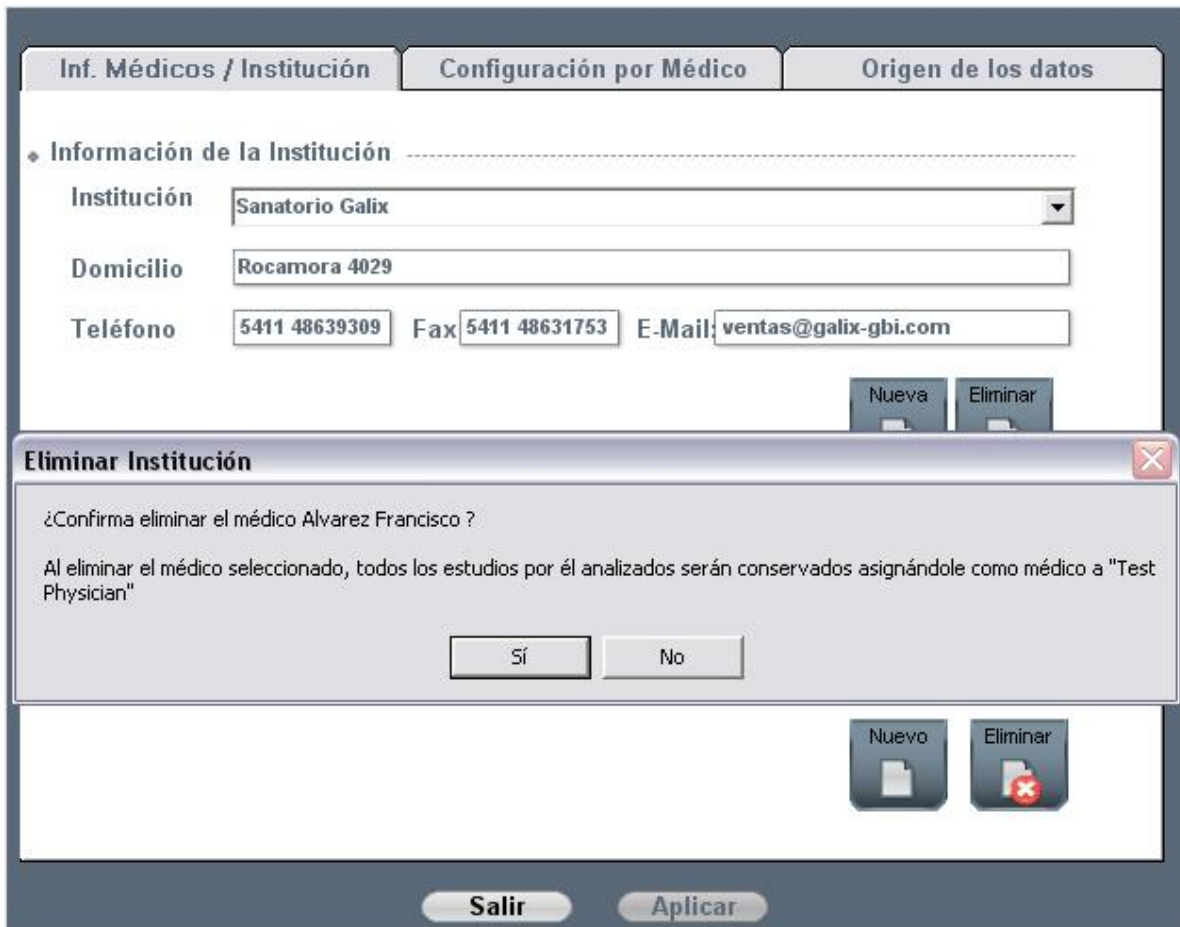 Inf. Médicos / Institución
Configuración por Médico
Origen de los datos
Información de la Institución
Institución
Sanatorio Galix
Domicilio
Rocamora 4029
Teléfono
5411 48639309
Fax
5411 48631753
E-Mail:
ventas@galix-gbi.com
Nueva
Eliminar
Eliminar Institución
¿Confirma eliminar el médico Alvarez Francisco ?
Al eliminar el médico seleccionado, todos los estudios por él analizados serán conservados asignándole como médico a "Test
Physician"
Sí
No
Nuevo
Eliminar
Salir
Aplicar